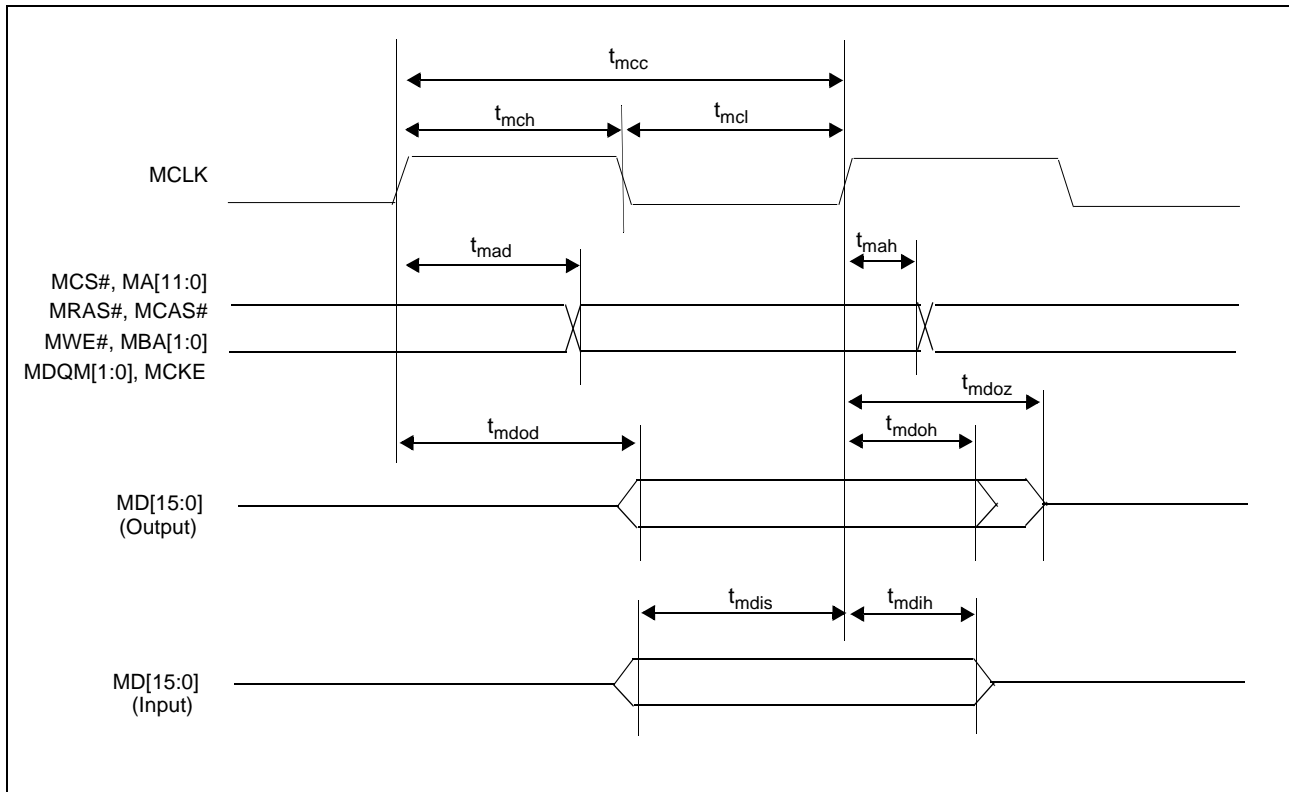 tmcc
tmch
tmcl
MCLK
tmad
tmah
MCS#, MA[11:0]
MRAS#, MCAS#
MWE#, MBA[1:0]
MDQM[1:0], MCKE
tmdoz
tmdod
tmdoh
MD[15:0]
(Output)
tmdis
tmdih
MD[15:0]
(Input)